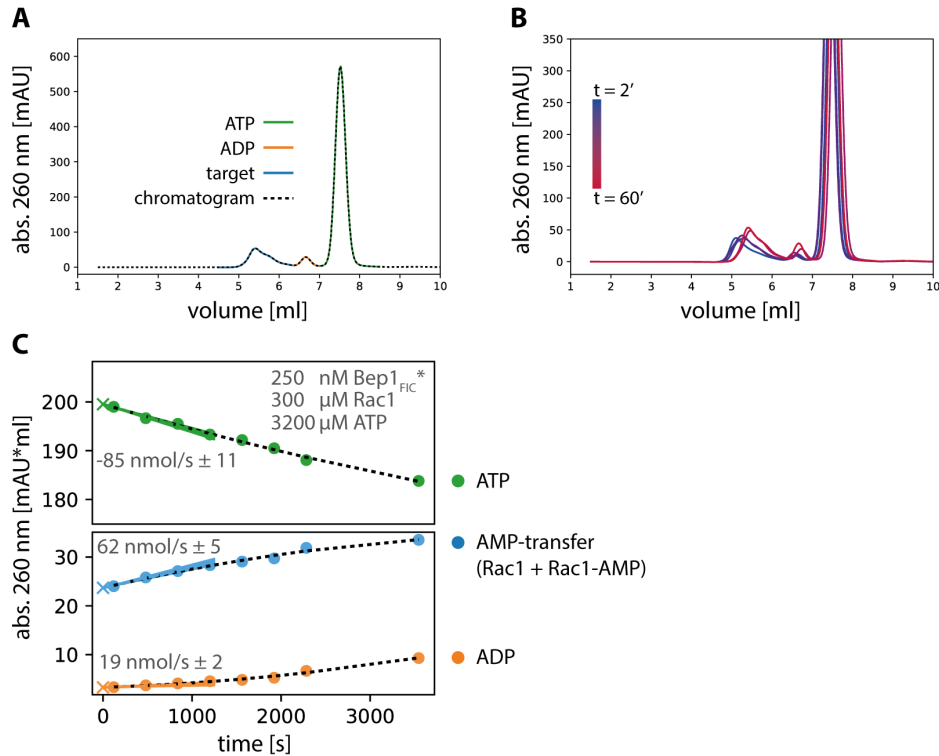 A
abs. 260 nm [mAU]
600
500
400
300
200
100
0
ATP
ADP
target
chromatogram
1 2 3 4 5 6 7 8 9 10
volume [ml]
B
abs. 260 nm [mAU]
350
300
250
200
150
100
50
0
t = 2'
t = 60'
1 2 3 4 5 6 7 8 9 10
volume [ml]
C
abs. 260 nm [mAU*ml]
200
190
180
250 nM Bep1FIC*
300 μM Rac1
3200 μM ATP
-85 nmol/s ± 11
ATP
30
20
10
62 nmol/s ± 5
19 nmol/s ± 2
AMP-transfer
(Rac1 + Rac1-AMP)
ADP
0 1000 2000 3000
time [s]